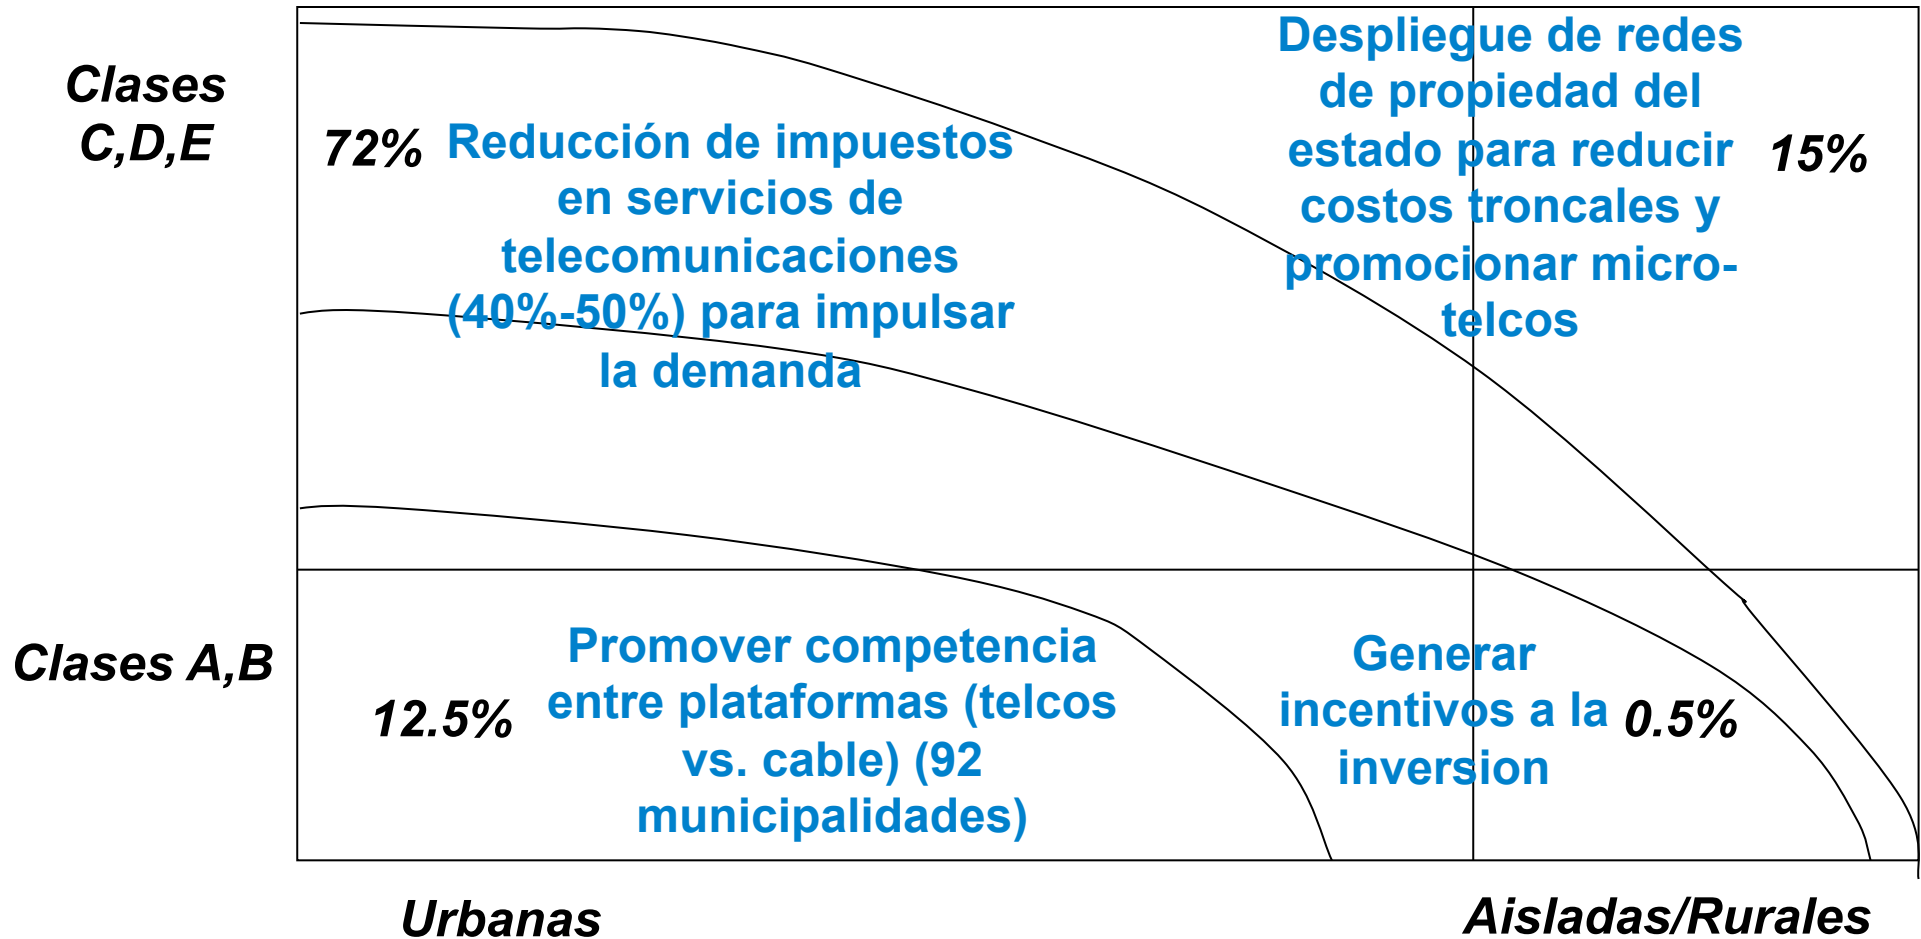 Clases
C,D,E
72%
Reducción de impuestos
en servicios de
telecomunicaciones
(40%-50%) para impulsar
la demanda
Despliegue de redes
de propiedad del
estado para reducir
costos troncales y
promocionar micro-
telcos
15%
Clases A,B
12.5%
Promover competencia
entre plataformas (telcos
vs. cable) (92
municipalidades)
Generar
incentivos a la
inversion
0.5%
Urbanas
Aisladas/Rurales